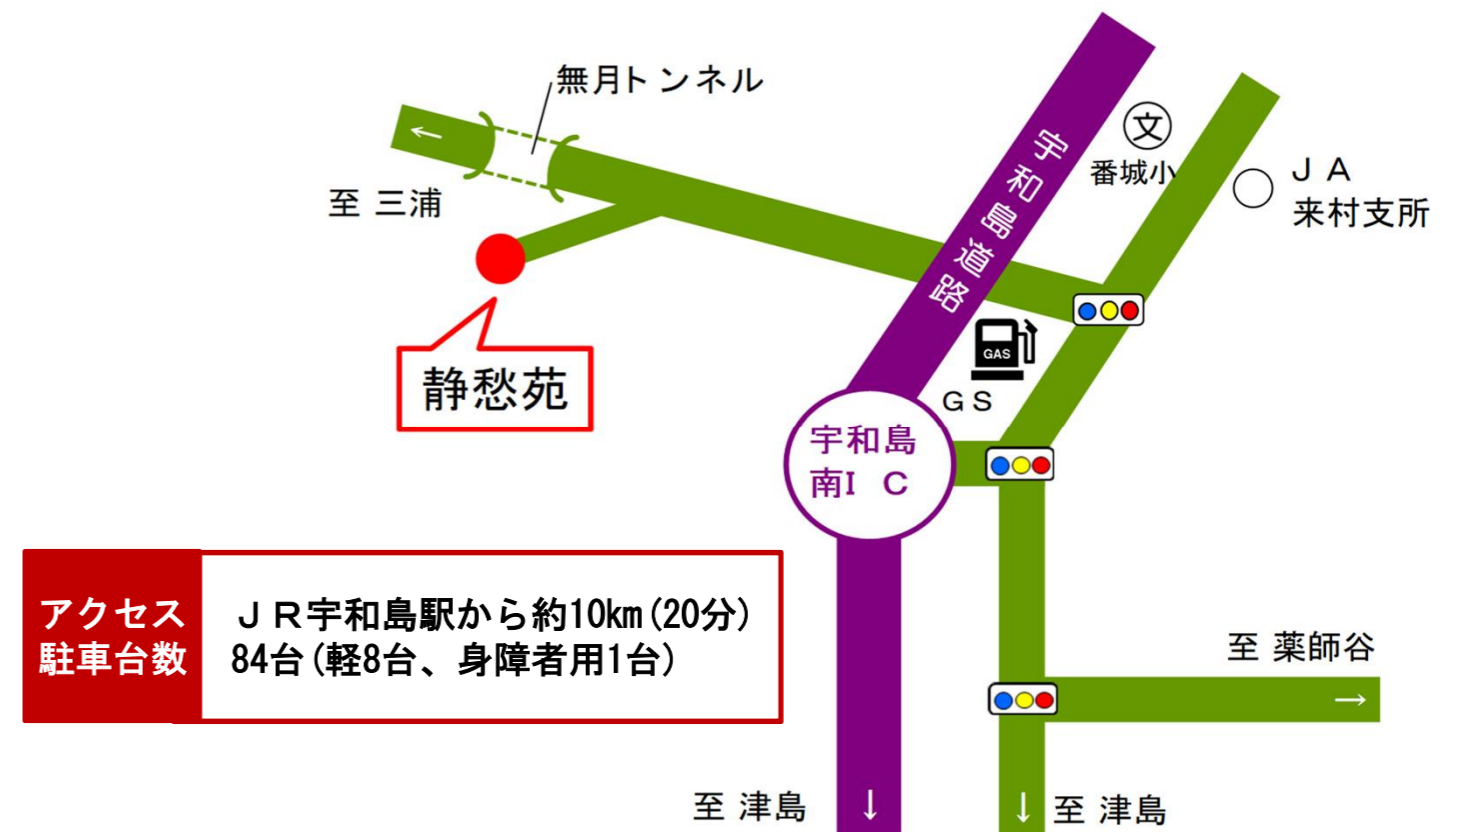 無月トンネル
至 三浦
宇和島道路
文
番城小
ＪＡ
来村支所
静愁苑
GAS
ＧＳ
宇和島
南Ｉ Ｃ
アクセス
ＪＲ宇和島駅から約10km(20分)
駐車台数
84台(軽8台、身障者用1台)
至 薬師谷
→
至 津島
↓
↓
至 津島
←